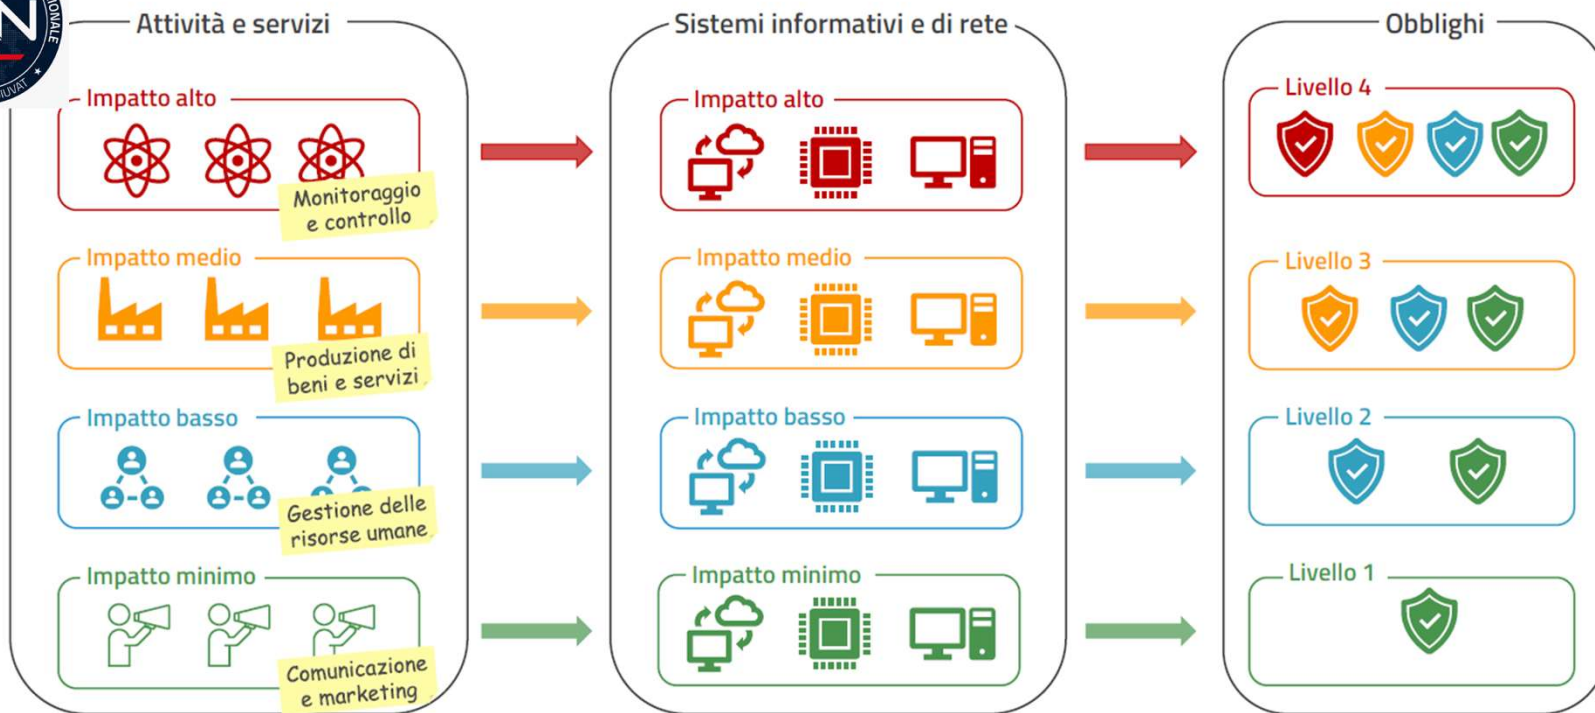 Attività e servizi
Sistemi informativi e di rete
Obblighi
Impatto alto
Monitoraggio
e controllo
Impatto alto
Livello 4
Impatto medio
Produzione di
beni e servizi
Impatto medio
Livello 3
Impatto basso
Gestione delle
risorse umane
Impatto basso
Livello 2
Impatto minimo
Comunicazione
e marketing
Impatto minimo
Livello 1